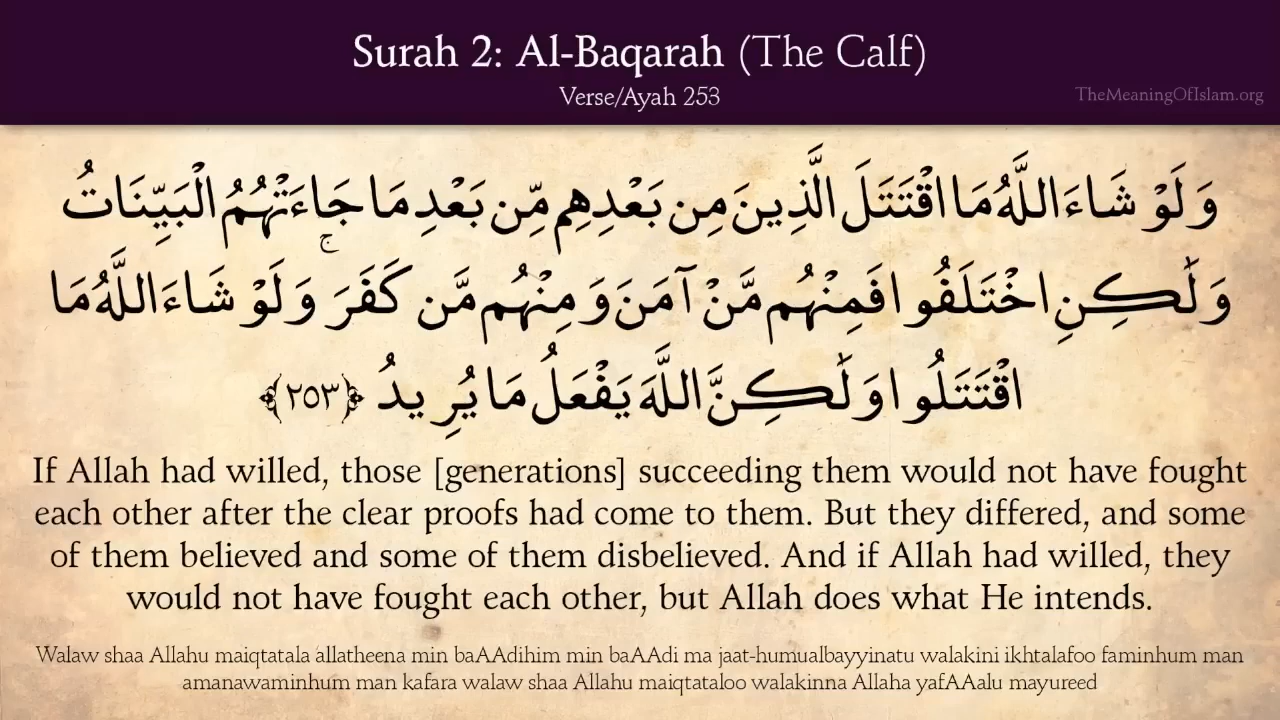 Surah 2: Al-Baqarah (The Calf)
Verse/Ayah 253
TheMeaningOfIslam.org
وَلَوْ شَاءَ اللَّهُ مَا اقْتَتَلَ الَّذِينَ مِن بَعْدِهِم مِّن بَعْدِ مَا جَاءَتْهُمُ الْبَيِّنَاتُ
وَلَٰكِنِ اخْتَلَفُوا فَمِنْهُم مَّنْ آمَنَ وَمِنْهُم مَّن كَفَرَ ۚ وَلَوْ شَاءَ اللَّهُ مَا
اقْتَتَلُوا وَلَٰكِنَّ اللَّهَ يَفْعَلُ مَا يُرِيدُ ﴿٢٥٣﴾
If Allah had willed, those [generations] succeeding them would not have fought
each other after the clear proofs had come to them. But they differed, and some
of them believed and some of them disbelieved. And if Allah had willed, they
would not have fought each other, but Allah does what He intends.
Walaw shaa Allahu maiqtatala allatheena min baAAdihim min baAAdi ma jaat-humualbayyinatu walakini ikhtalafoo faminhum man
amanawaminhum man kafara walaw shaa Allahu maiqtataloo walakinna Allaha yafAAalu mayureed